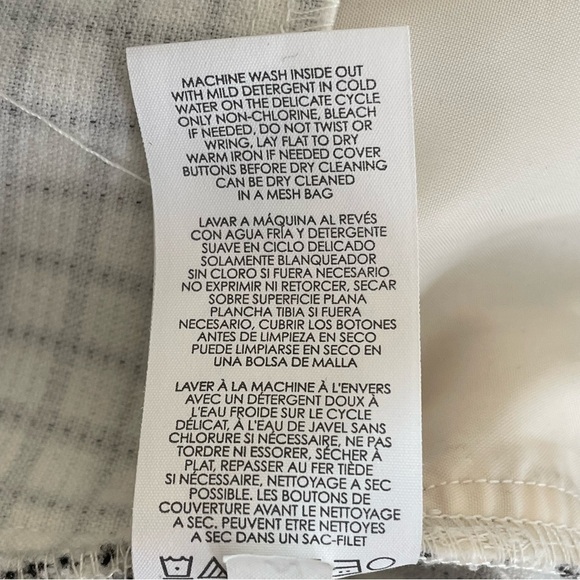 MACHINE WASH INSIDE OUT
WITH MILD DETERGENT IN COLD
WATER ON THE DELICATE CYCLE
ONLY NON-CHLORINE, BLEACH
IF NEEDED, DO NOT TWIST OR
WRING, LAY FLAT TO DRY
WARM IRON IF NEEDED COVER
BUTTONS BEFORE DRY CLEANING
CAN BE DRY CLEANED
IN A MESH BAG
LAVAR A MÁQUINA AL REVÉS
CON AGUA FRÍA Y DETERGENTE
SUAVE EN CICLO DELICADO
SOLAMENTE BLANQUEADOR
SIN CLORO SI FUERA NECESARIO
NO EXPRIMIR NI RETORCER, SECAR
SOBRE SUPERFICIE PLANA
PLANCHA TIBIA SI FUERA
NECESARIO, CUBRIR LOS BOTONES
ANTES DE LIMPIEZA EN SECO
PUEDE LIMPIARSE EN SECO EN
UNA BOLSA DE MALLA
LAVER À LA MACHINE À L'ENVERS
AVEC UN DÉTERGENT DOUX À
L'EAU FROIDE SUR LE CYCLE
DÉLICAT, À L'EAU DE JAVEL SANS
CHLORURE SI NÉCESSAIRE, NE PAS
TORDRE NI ESSORER, SÉCHER À
PLAT, REPASSER AU FER TIÈDE
SI NÉCESSAIRE, NETTOYAGE A SEC
POSSIBLE. LES BOUTONS DE
COUVERTURE AVANT LE NETTOYAGE
A SEC. PEUVENT ETRE NETTOYES
A SEC DANS UN SAC-FILET